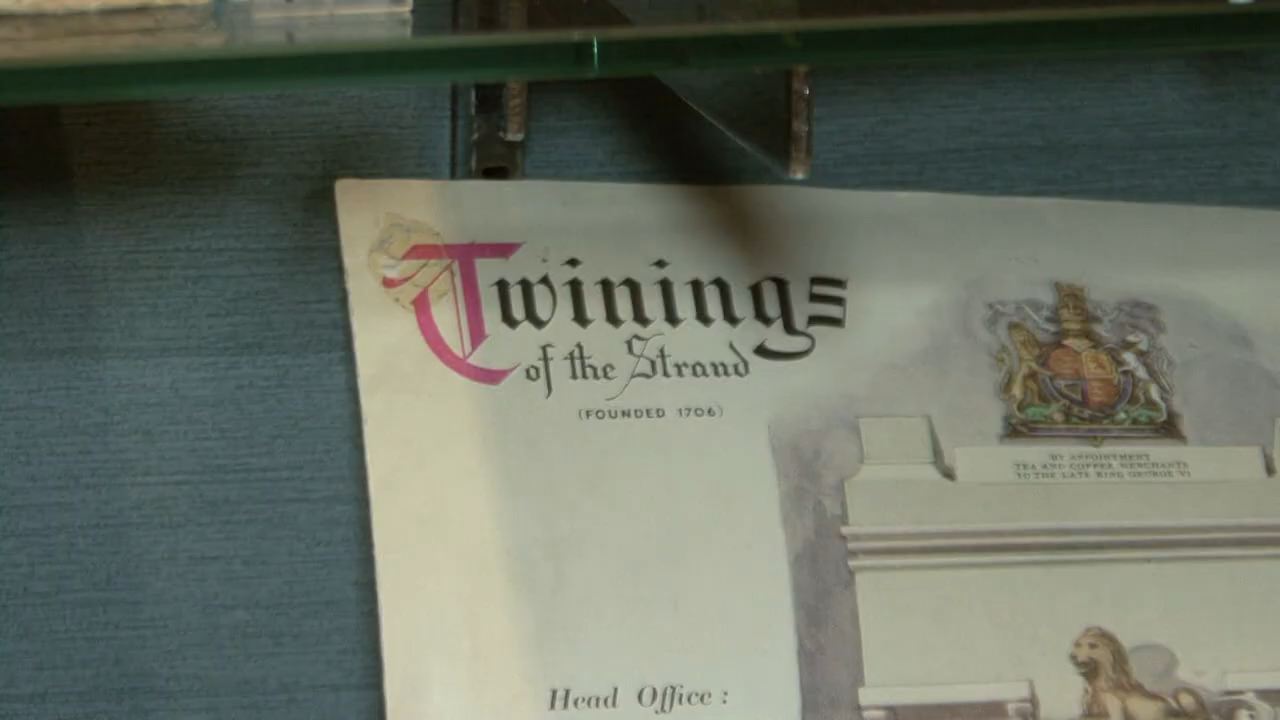 Twinings
of the Strand
(FOUNDED 1706)
BY APPOINTMENT
TEA AND COFFEE MERCHANTS
TO THE LATE KING GEORGE VI
Head Office :